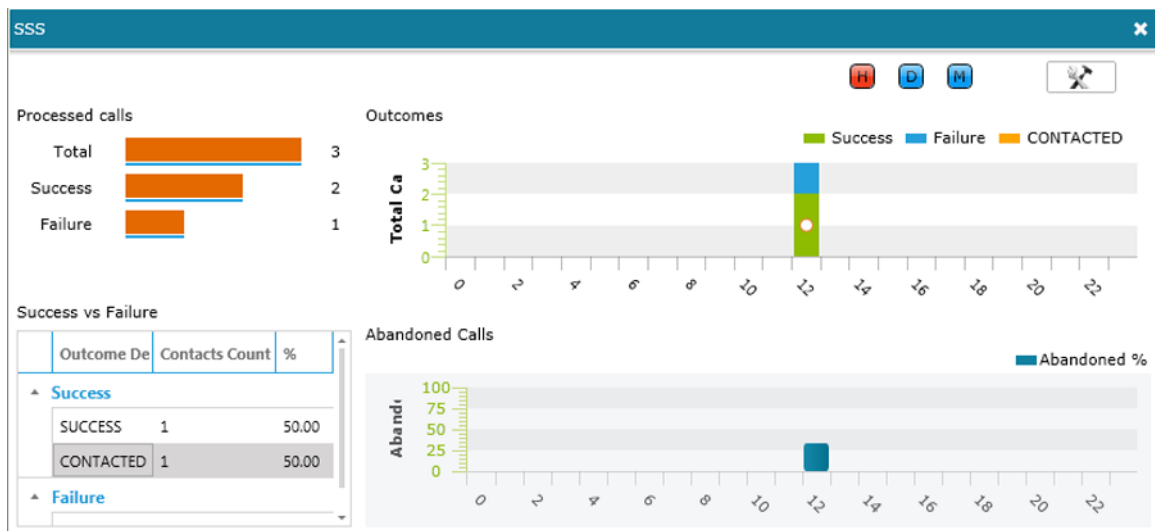 sss
H D M
Processed calls
Total 3
Success 2
Failure 1
Outcomes
Success Failure CONTACTED
Total Ca
3
2
1
0
0 2 4 6 8 10 12 14 16 18 20 22
Success vs Failure
Outcome De Contacts Count %
Success
SUCCESS 1 50.00
CONTACTED 1 50.00
Failure
Abandoned Calls
Abandoned %
Aband
100
75
50
25
0
0 2 4 6 8 10 12 14 16 18 20 22